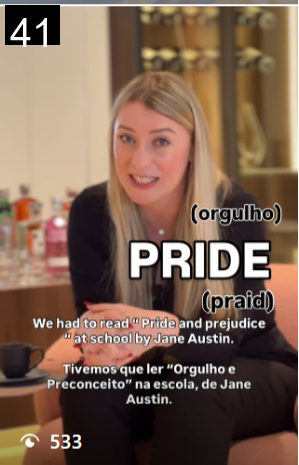 41
(orgulho)
PRIDE
(praid)
We had to read " Pride and prejudice
" at school by Jane Austin.
Tivemos que ler "Orgulho e
Preconceito" na escola, de Jane
Austin.
533